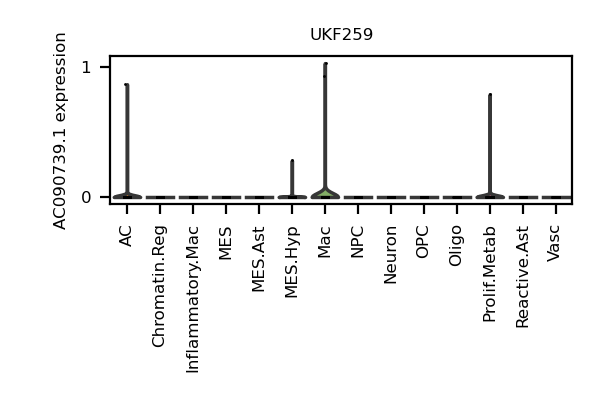 UKF259
AC090739.1 expression
1
0
AC
Chromatin.Reg
Inflammatory.Mac
MES
MES.Ast
MES.Hyp
Mac
NPC
Neuron
OPC
Oligo
Prolif.Metab
Reactive.Ast
Vasc